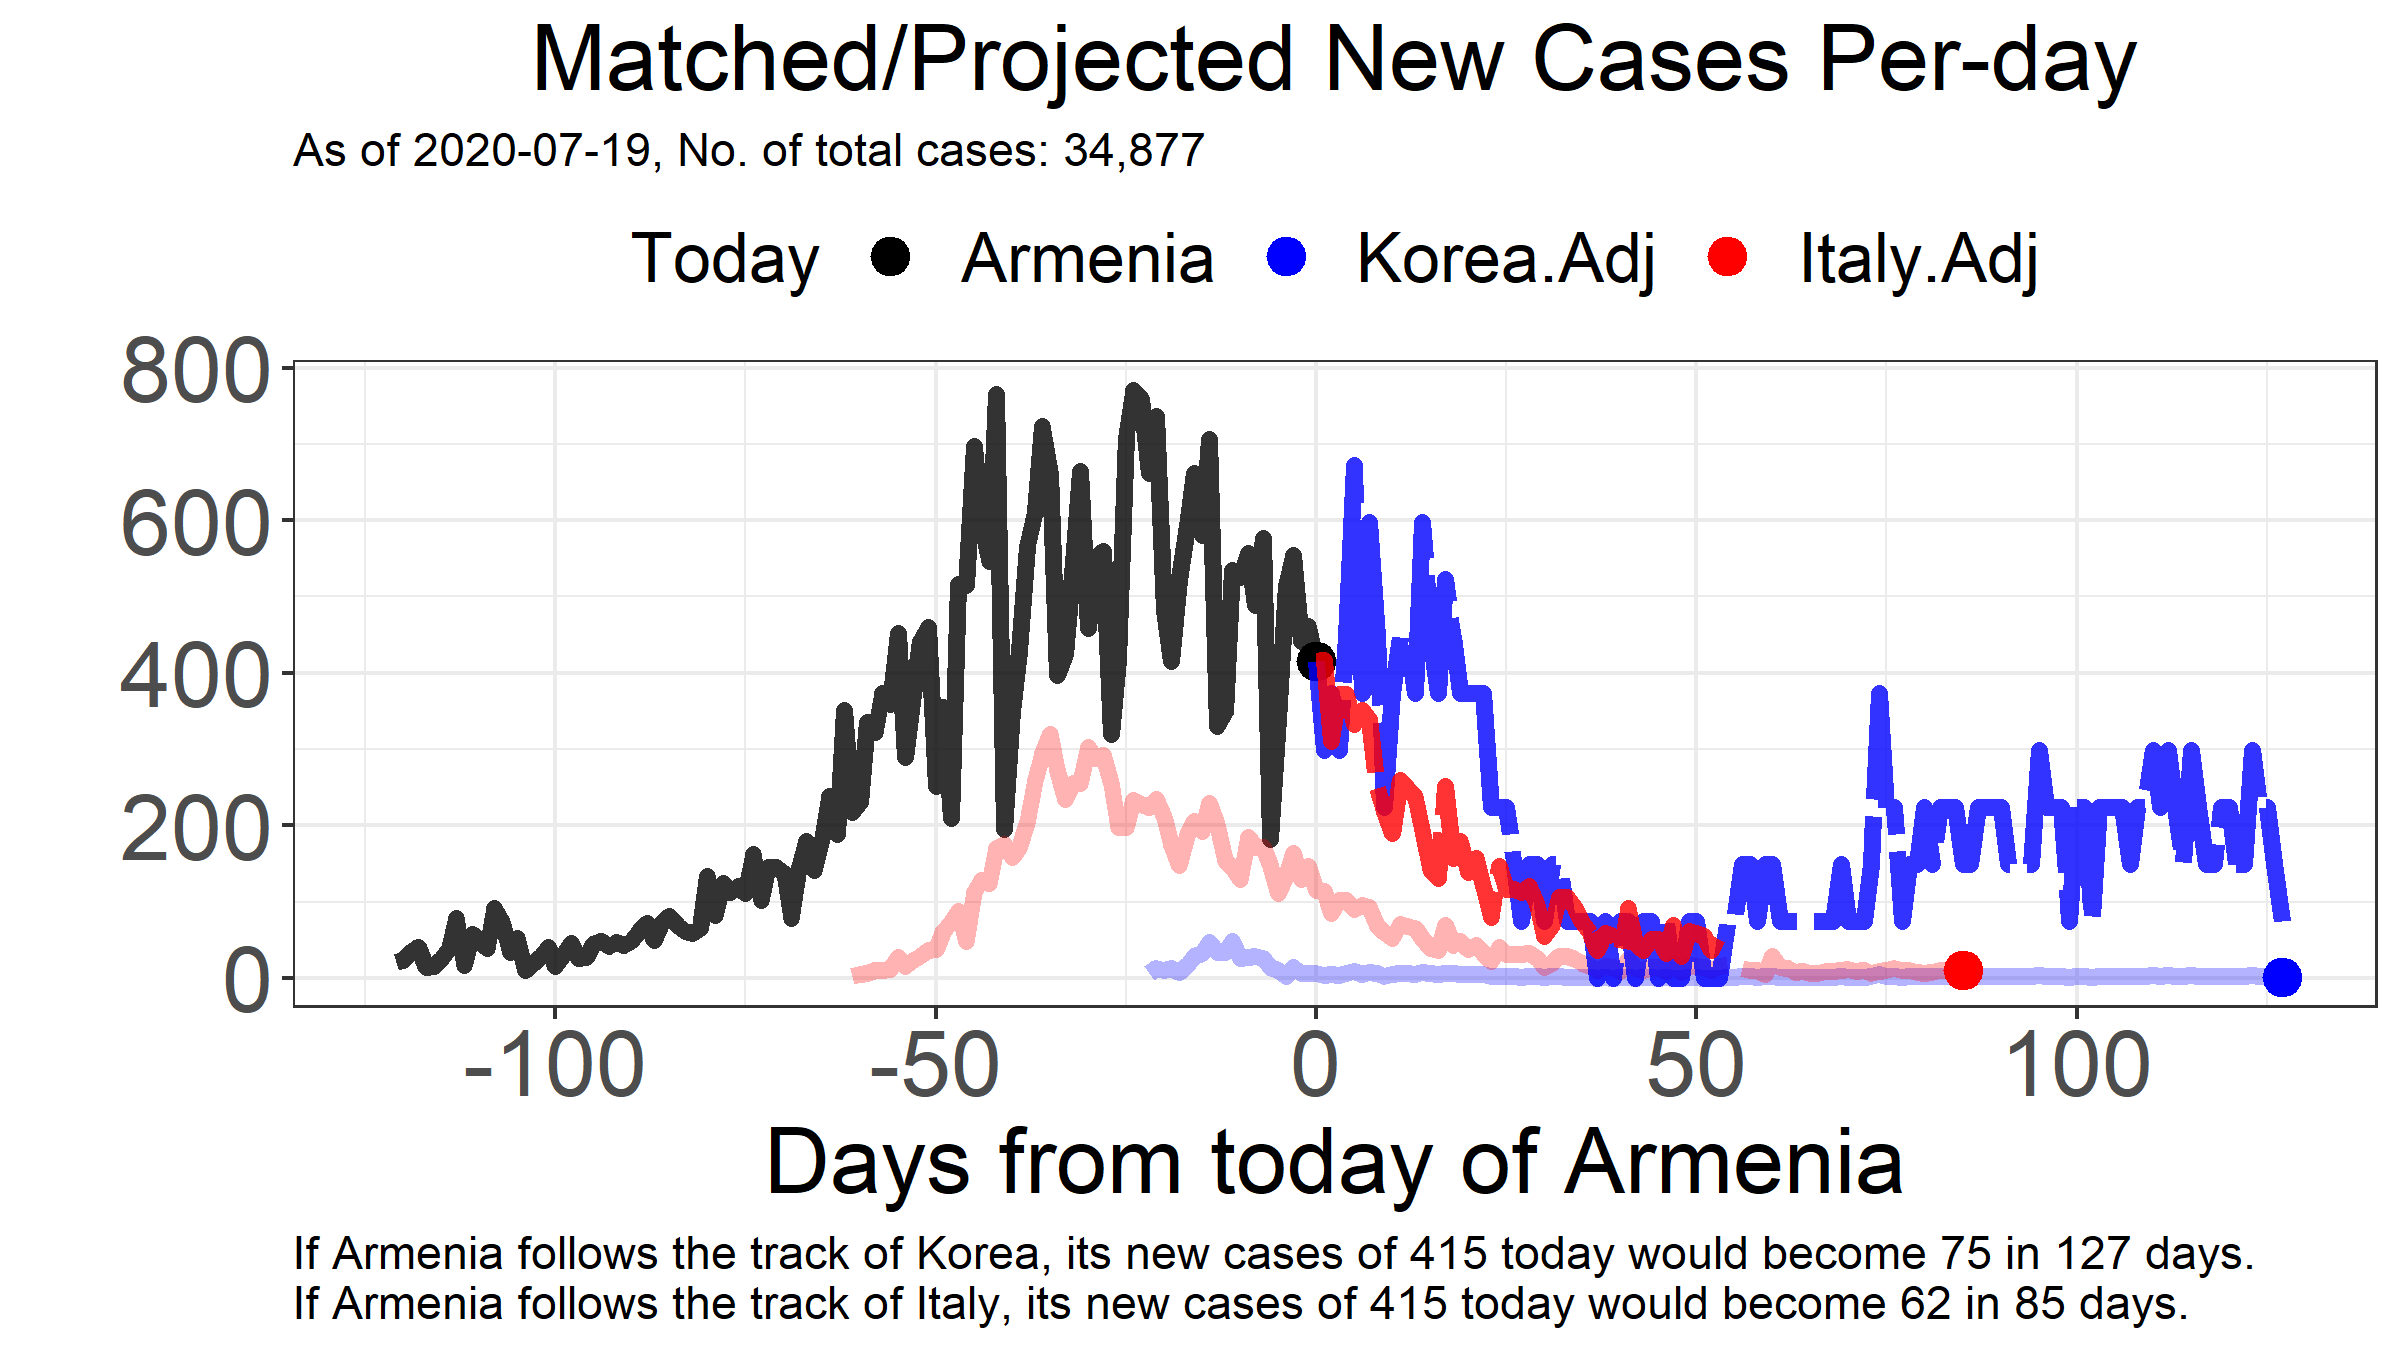 Matched/Projected New Cases Per-day
As of 2020-07-19, No. of total cases: 34,877
Today Armenia Korea.Adj Italy.Adj
800
600
400
200
0
-100 -50 0 50 100
Days from today of Armenia
If Armenia follows the track of Korea, its new cases of 415 today would become 75 in 127 days.
If Armenia follows the track of Italy, its new cases of 415 today would become 62 in 85 days.